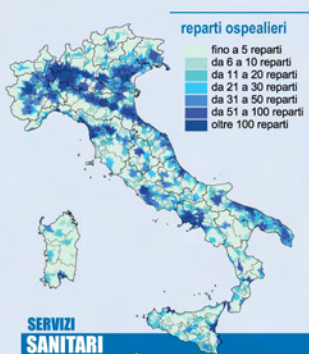 reparti ospealieri
fino a 5 reparti
da 6 a 10 reparti
da 11 a 20 reparti
da 21 a 30 reparti
da 31 a 50 reparti
da 51 a 100 reparti
oltre 100 reparti
SERVIZI
SANITARI